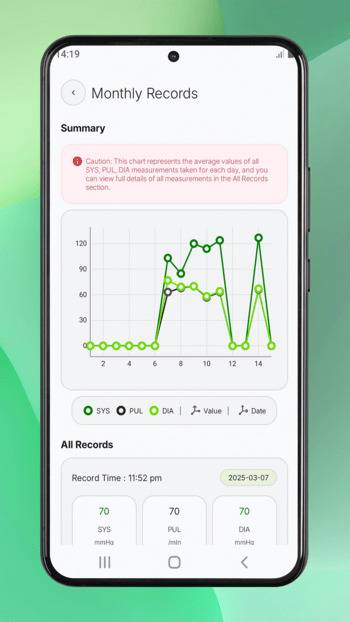 14:19
Monthly Records
Summary
Caution: This chart represents the average values of all
SYS, PUL, DIA measurements taken for each day, and you
can view full details of all measurements in the All Records
section.
120
90
60
30
0
2 4 6 8 10 12 14
SYS PUL DIA | Value | Date
All Records
Record Time : 11:52 pm 2025-03-07
70 70 70
SYS PUL DIA
mmHg /min mmHg